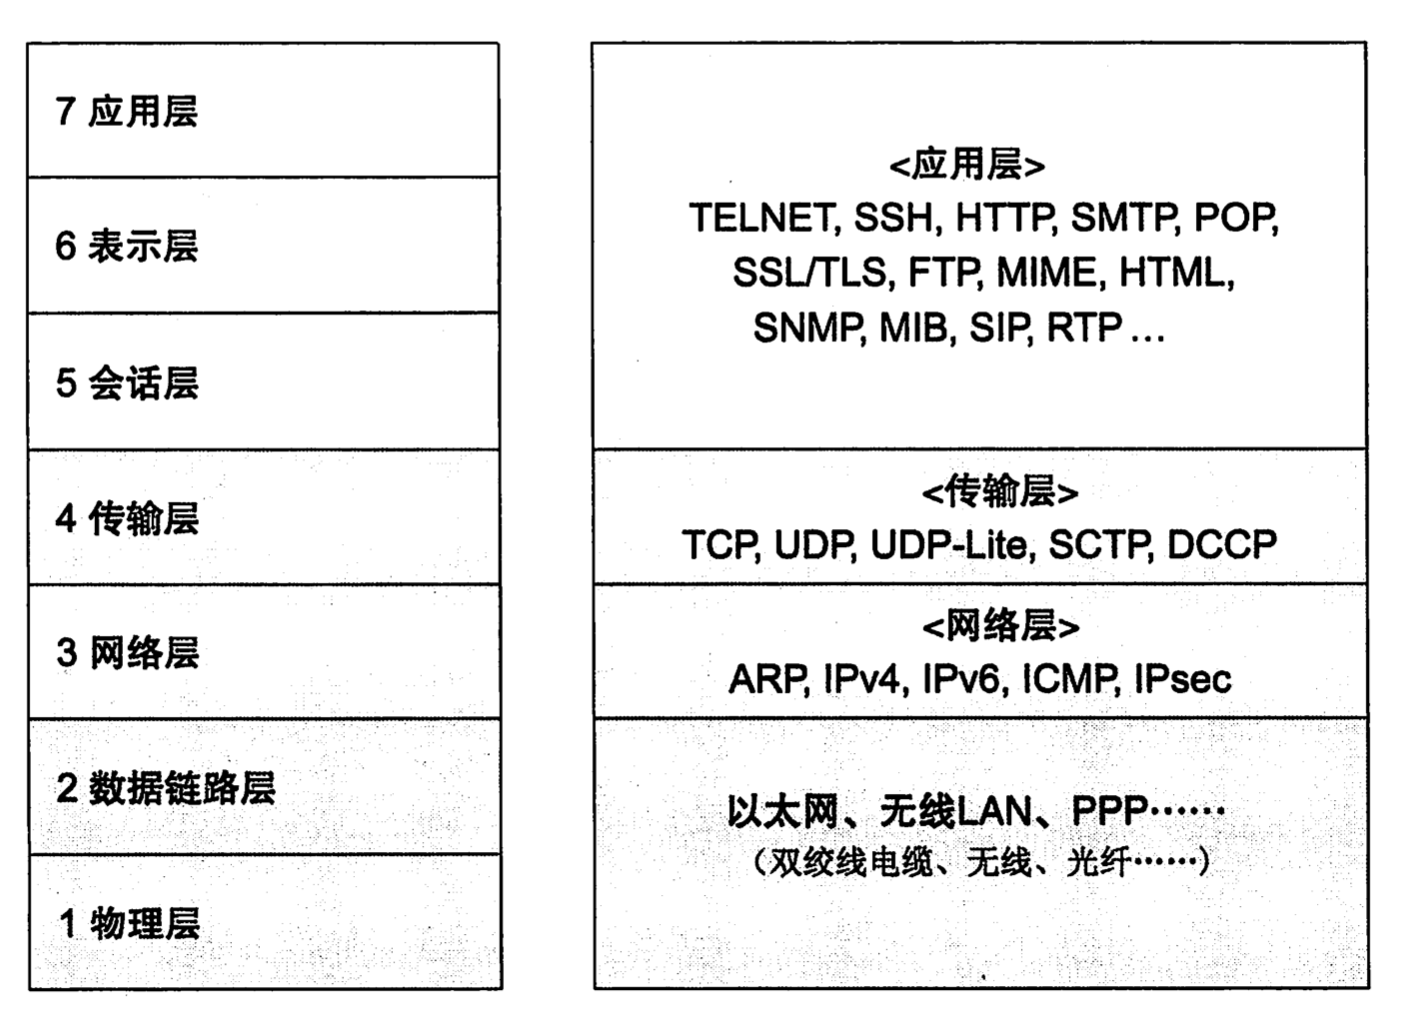 7 应用层
6 表示层
5 会话层
4 传输层
3 网络层
2 数据链路层
1 物理层
<应用层>
TELNET, SSH, HTTP, SMTP, POP,
SSL/TLS, FTP, MIME, HTML,
SNMP, MIB, SIP, RTP …
<传输层>
TCP, UDP, UDP-Lite, SCTP, DCCP
<网络层>
ARP, IPv4, IPv6, ICMP, IPsec
以太网、无线LAN、PPP……
（双绞线电缆、无线、光纤……）